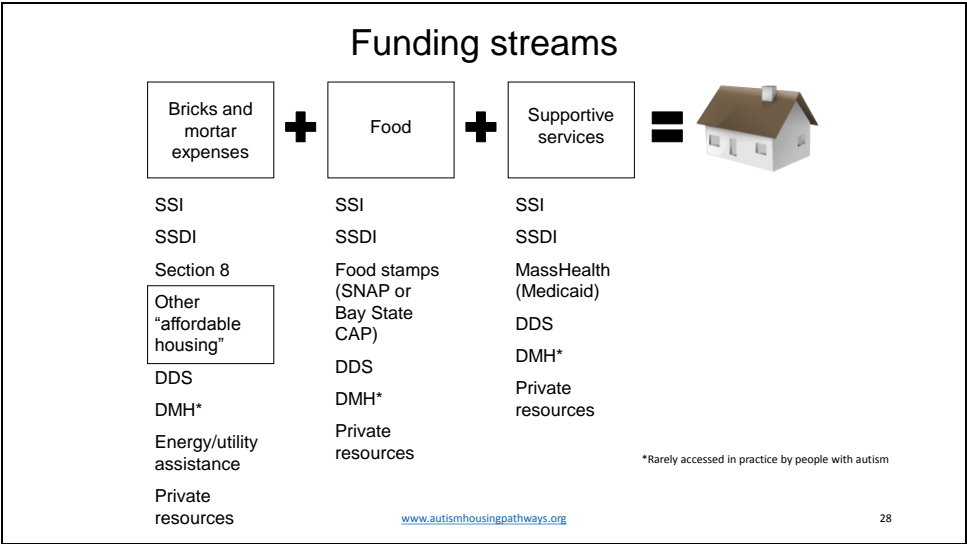 Funding streams
Bricks and
mortar
expenses
Food
Supportive
services
SSI
SSDI
Section 8
Other
“affordable
housing”
DDS
DMH*
Energy/utility
assistance
Private
resources
SSI
SSDI
Food stamps
(SNAP or
Bay State
CAP)
DDS
DMH*
Private
resources
SSI
SSDI
MassHealth
(Medicaid)
DDS
DMH*
Private
resources
*Rarely accessed in practice by people with autism
www.autismhousingpathways.org
28